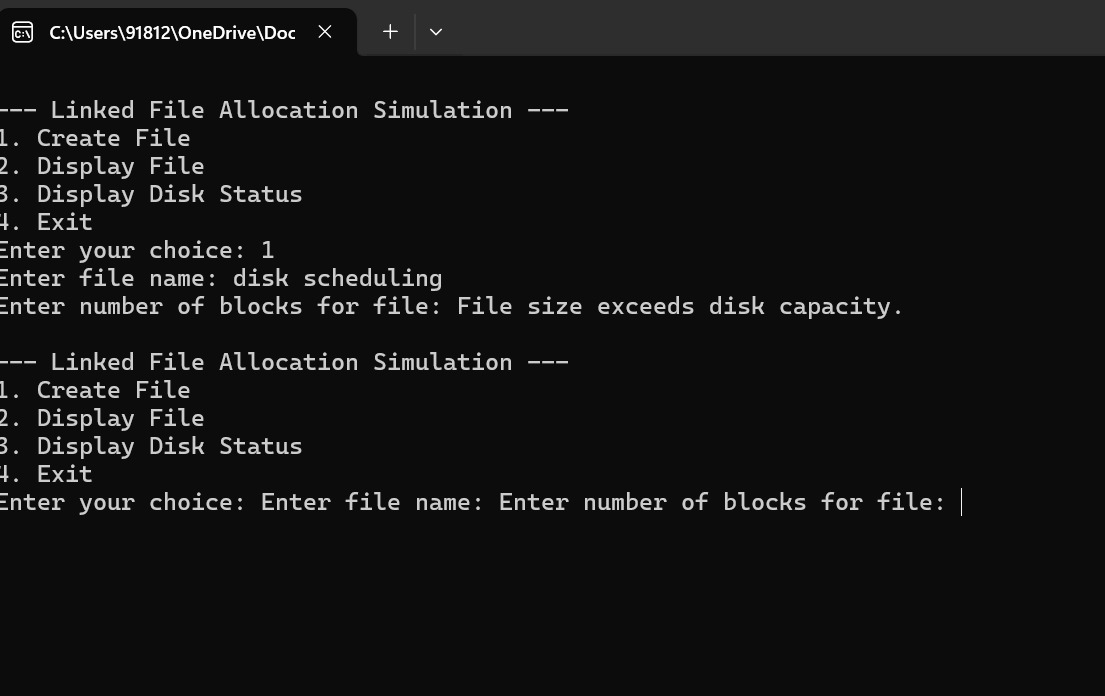 C:\Users\91812\OneDrive\Doc
--- Linked File Allocation Simulation ---
1. Create File
2. Display File
3. Display Disk Status
4. Exit
Enter your choice: 1
Enter file name: disk scheduling
Enter number of blocks for file: File size exceeds disk capacity.
--- Linked File Allocation Simulation ---
1. Create File
2. Display File
3. Display Disk Status
4. Exit
Enter your choice: Enter file name: Enter number of blocks for file: